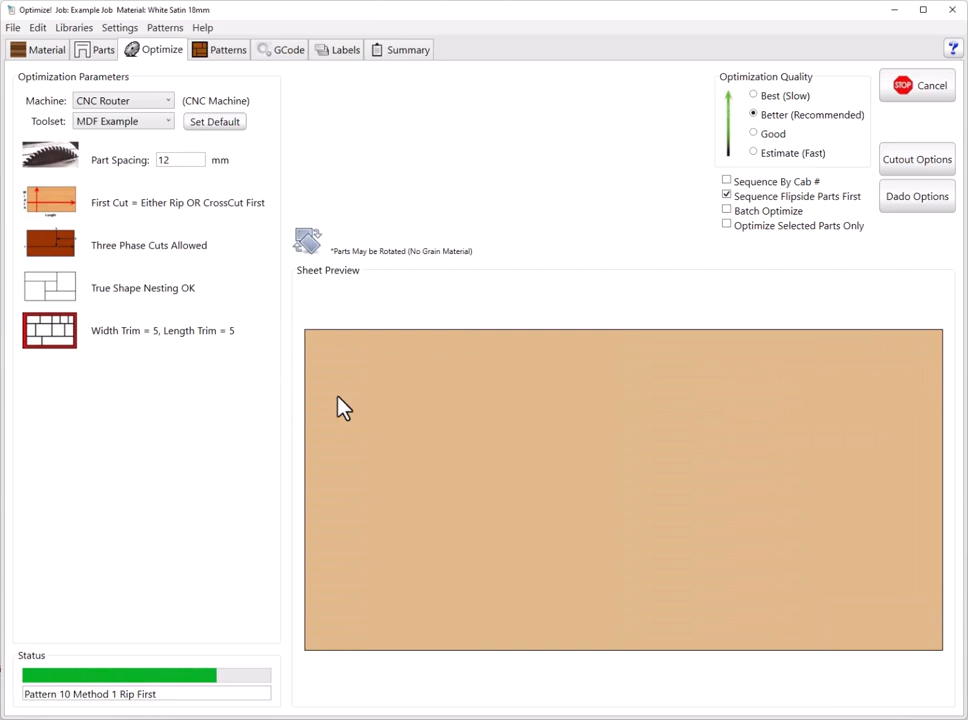 Optimize! Job: Example Job Material: White Satin 18mm
File Edit Libraries Settings Patterns Help
Material Parts Optimize Patterns GCode Labels Summary ?
Optimization Parameters
Machine: CNC Router (CNC Machine)
Toolset: MDF Example Set Default
Part Spacing: 12 mm
First Cut = Either Rip OR CrossCut First
Three Phase Cuts Allowed
True Shape Nesting OK
Width Trim = 5, Length Trim = 5
Optimization Quality
Best (Slow)
Better (Recommended)
Good
Estimate (Fast)
STOP Cancel
Cutout Options
Dado Options
Sequence By Cab #
Sequence Flipside Parts First
Batch Optimize
Optimize Selected Parts Only
*Parts May be Rotated (No Grain Material)
Sheet Preview
Status
Pattern 10 Method 1 Rip First